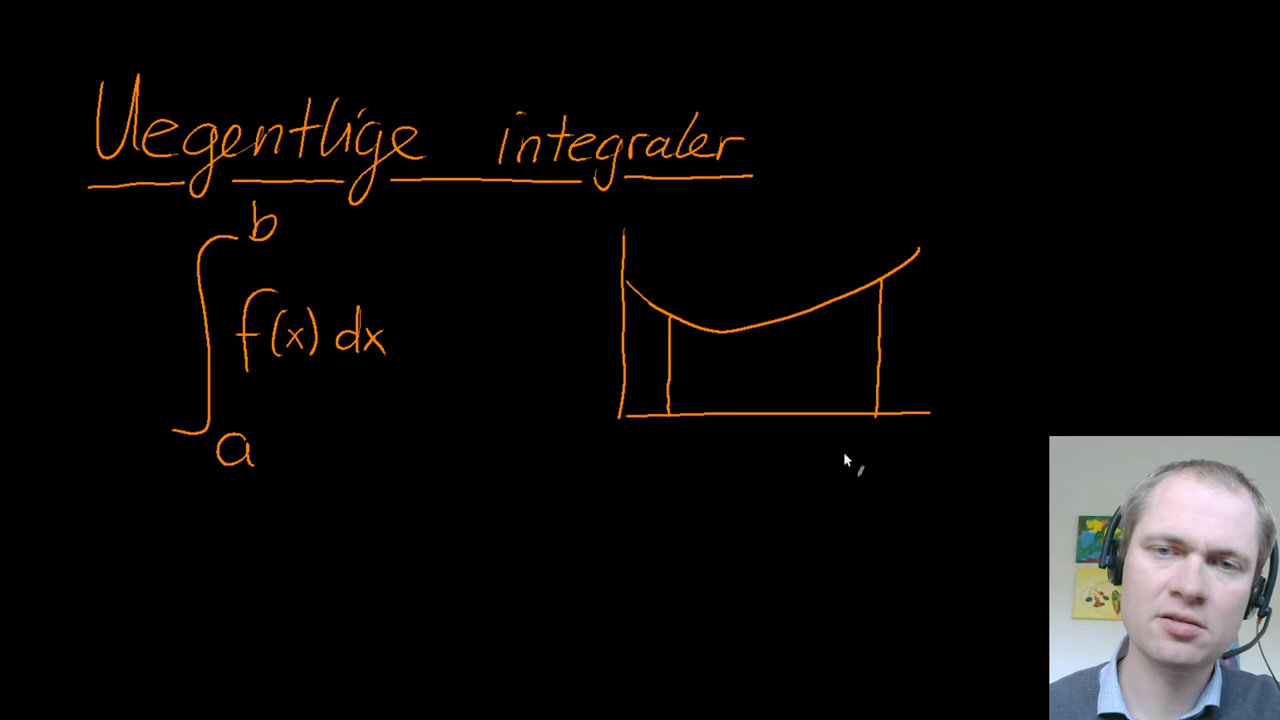 Uegentlige integraler
b
∫ f(x) dx
a